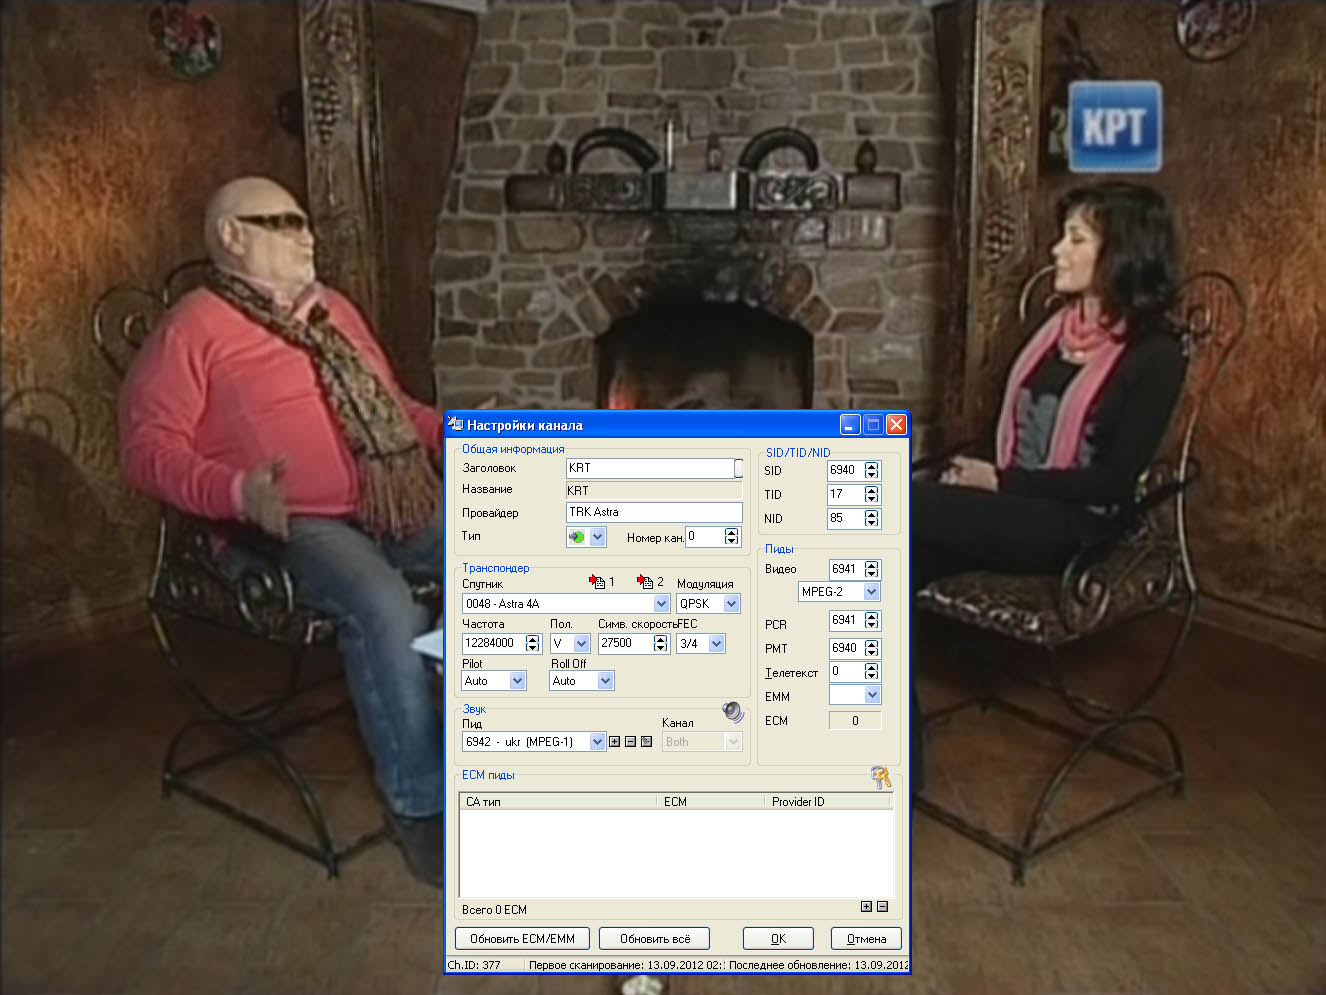 КРТ
Настройки канала
Общая информация
Заголовок KRT
Название KRT
Провайдер TRK Astra
Тип Номер кан. 0
SID/TID/NID
SID 6940
TID 17
NID 85
Транспондер
Спутник 1 2 Модуляция
0048 - Astra 4A QPSK
Частота Пол. Симв. скорость FEC
12284000 V 27500 3/4
Pilot Roll Off
Auto Auto
Пиды
Видео 6941
MPEG-2
PCR 6941
PMT 6940
Телетекст 0
EMM
ECM 0
Звук
Пид Канал
6942 - ukr (MPEG-1) Both
ECM пиды
CA тип ECM Provider ID
Всего 0 ECM
Обновить ECM/EMM Обновить всё OK Отмена
Ch.ID: 377 Первое сканирование: 13.09.2012 02: Последнее обновление: 13.09.2012